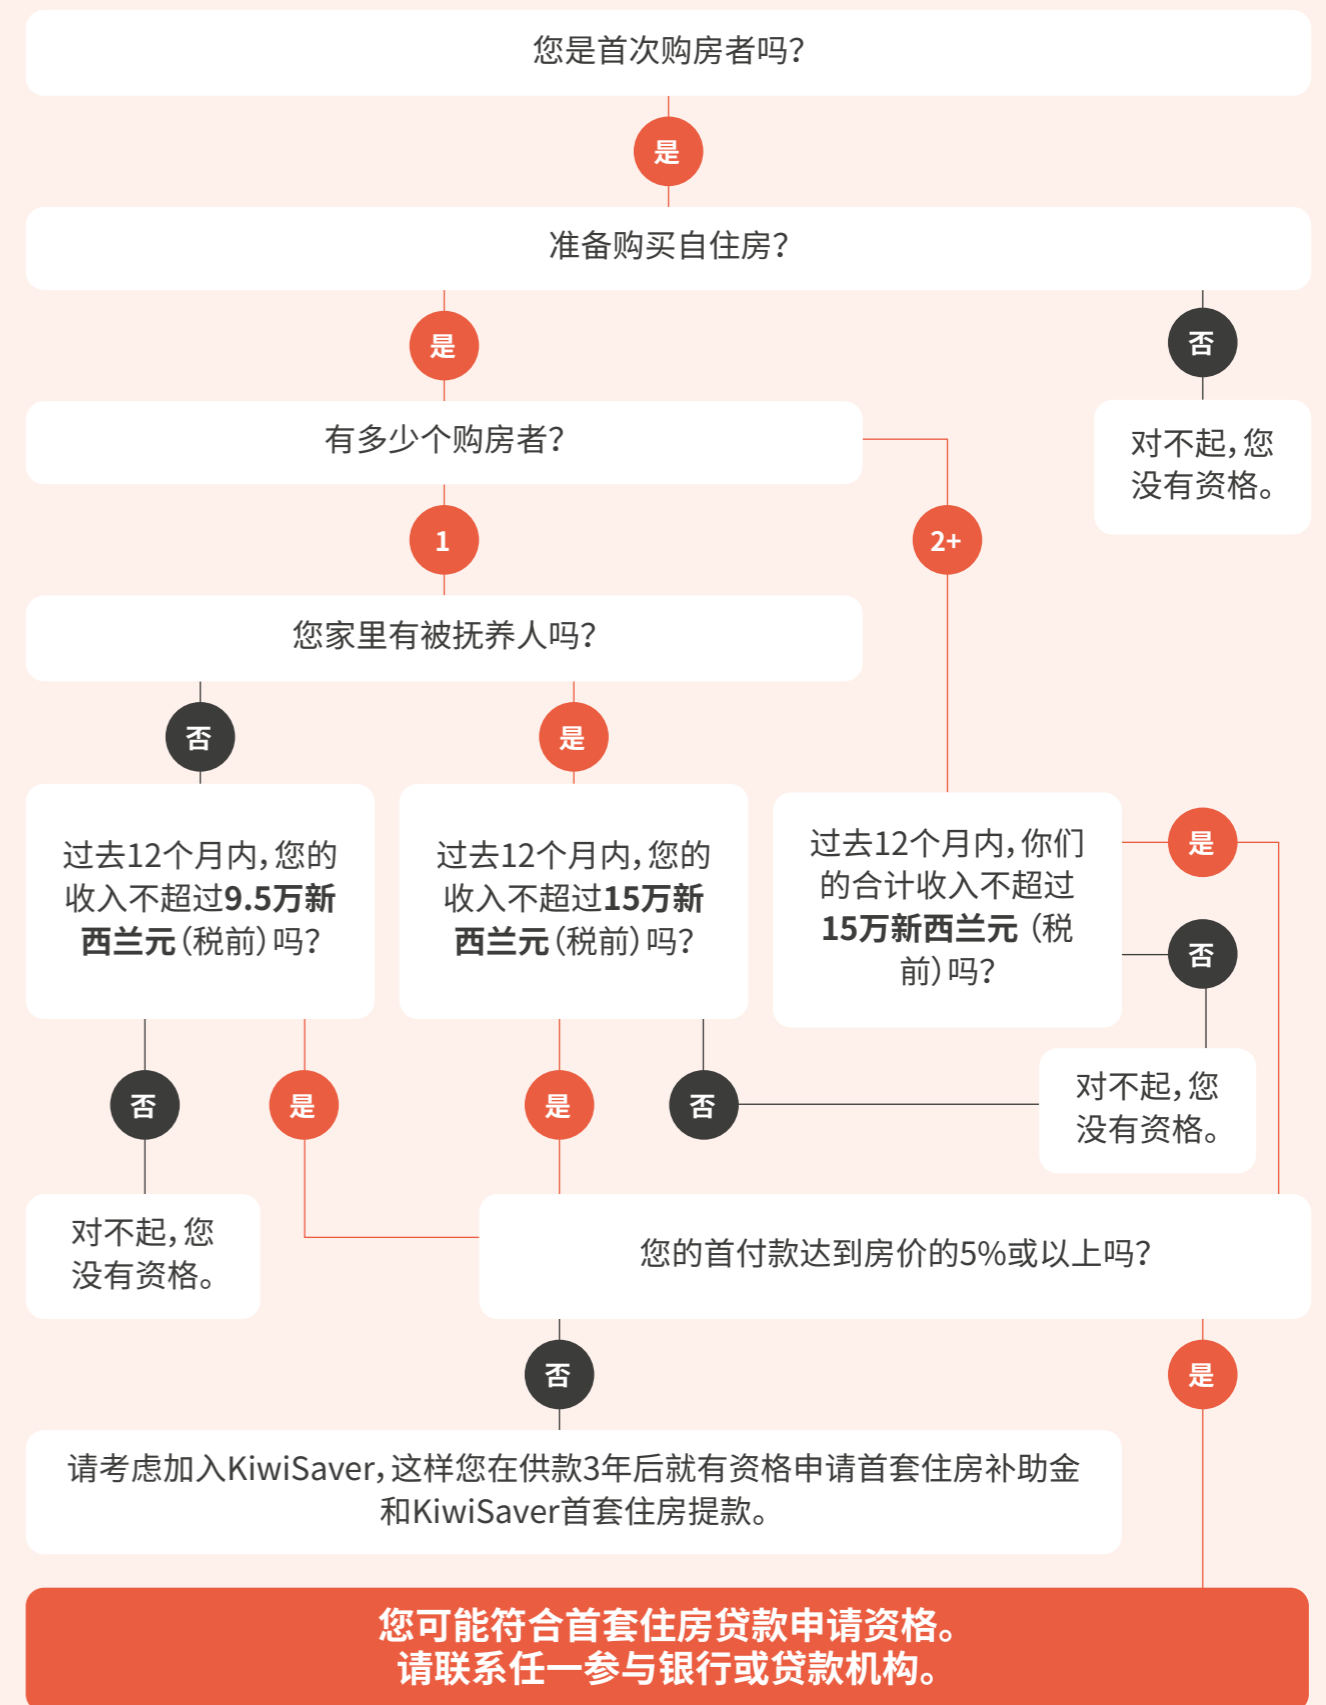 您是首次购房者吗？
是
准备购买自住房？
是
否
有多少个购房者？
对不起，您
没有资格。
1
2+
您家里有被抚养人吗？
否
是
过去12个月内，您的
收入不超过9.5万新
西兰元（税前）吗？
过去12个月内，您的
收入不超过15万新
西兰元（税前）吗？
过去12个月内，你们
的合计收入不超过
15万新西兰元（税
前）吗？
是
否
否
是
是
否
对不起，您
没有资格。
对不起，您
没有资格。
您的首付款达到房价的5%或以上吗？
否
是
请考虑加入KiwiSaver，这样您在供款3年后就有资格申请首套住房补助金
和KiwiSaver首套住房提款。
您可能符合首套住房贷款申请资格。
请联系任一参与银行或贷款机构。